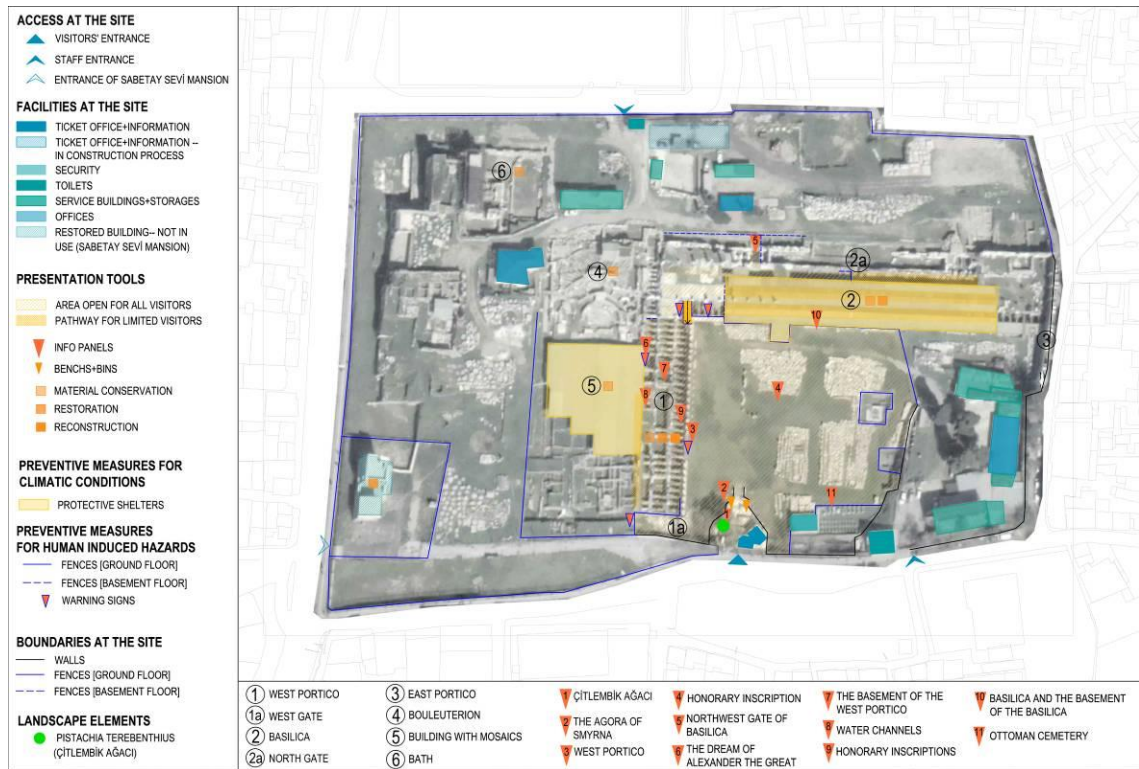 ACCESS AT THE SITE
VISITORS' ENTRANCE
STAFF ENTRANCE
ENTRANCE OF SABETAY SEVİ MANSION
FACILITIES AT THE SITE
TICKET OFFICE+INFORMATION
TICKET OFFICE+INFORMATION --
IN CONSTRUCTION PROCESS
SECURITY
TOILETS
SERVICE BUILDINGS+STORAGES
OFFICES
RESTORED BUILDING-- NOT IN
USE (SABETAY SEVİ MANSION)
PRESENTATION TOOLS
AREA OPEN FOR ALL VISITORS
PATHWAY FOR LIMITED VISITORS
INFO PANELS
BENCHS+BINS
MATERIAL CONSERVATION
RESTORATION
RECONSTRUCTION
PREVENTIVE MEASURES FOR
CLIMATIC CONDITIONS
PROTECTIVE SHELTERS
PREVENTIVE MEASURES
FOR HUMAN INDUCED HAZARDS
FENCES [GROUND FLOOR]
FENCES [BASEMENT FLOOR]
WARNING SIGNS
BOUNDARIES AT THE SITE
WALLS
FENCES [GROUND FLOOR]
FENCES [BASEMENT FLOOR]
LANDSCAPE ELEMENTS
PISTACHIA TEREBENTHIUS
(ÇİTLEMBİK AĞACI)
6
5
2a
4
2
10
3
6
7
5
8
1
4
9
3
2
11
1a
1
1 WEST PORTICO
1a WEST GATE
2 BASILICA
2a NORTH GATE
3 EAST PORTICO
4 BOULEUTERION
5 BUILDING WITH MOSAICS
6 BATH
1 ÇİTLEMBİK AĞACI
2 THE AGORA OF
SMYRNA
3 WEST PORTICO
4 HONORARY INSCRIPTION
5 NORTHWEST GATE OF
BASILICA
6 THE DREAM OF
ALEXANDER THE GREAT
7 THE BASEMENT OF THE
WEST PORTICO
8 WATER CHANNELS
9 HONORARY INSCRIPTIONS
10 BASILICA AND THE BASEMENT
OF THE BASILICA
11 OTTOMAN CEMETERY